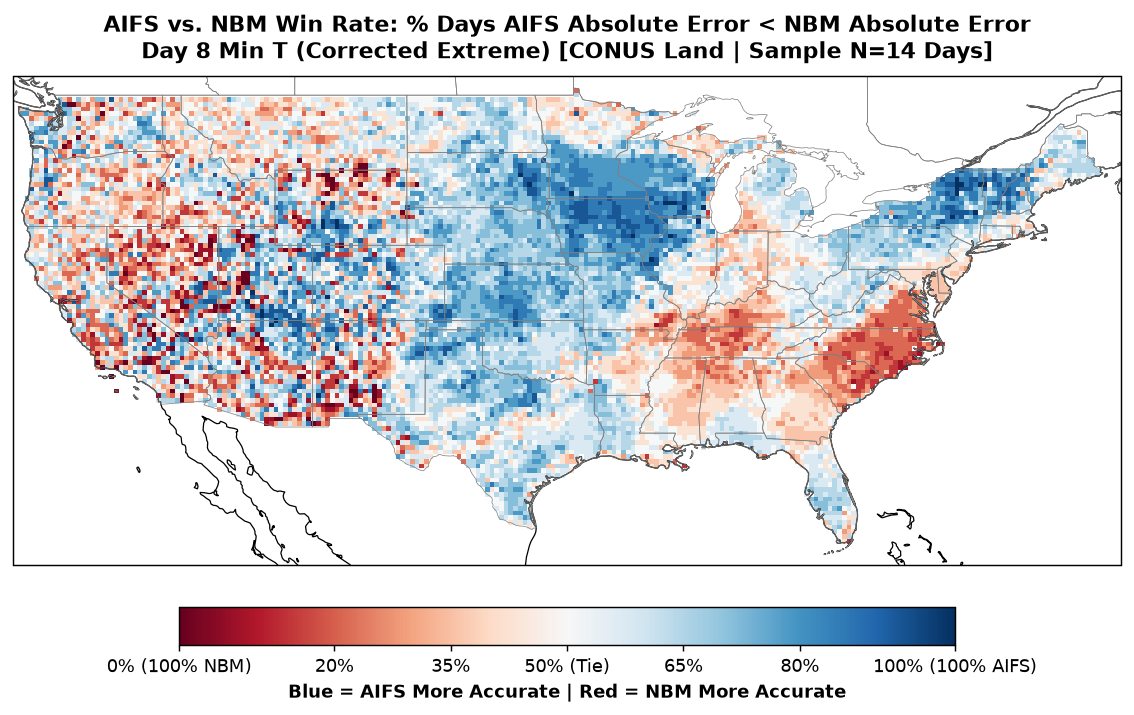 AIFS vs. NBM Win Rate: % Days AIFS Absolute Error < NBM Absolute Error
Day 8 Min T (Corrected Extreme) [CONUS Land | Sample N=14 Days]
0% (100% NBM) 20% 35% 50% (Tie) 65% 80% 100% (100% AIFS)
Blue = AIFS More Accurate | Red = NBM More Accurate